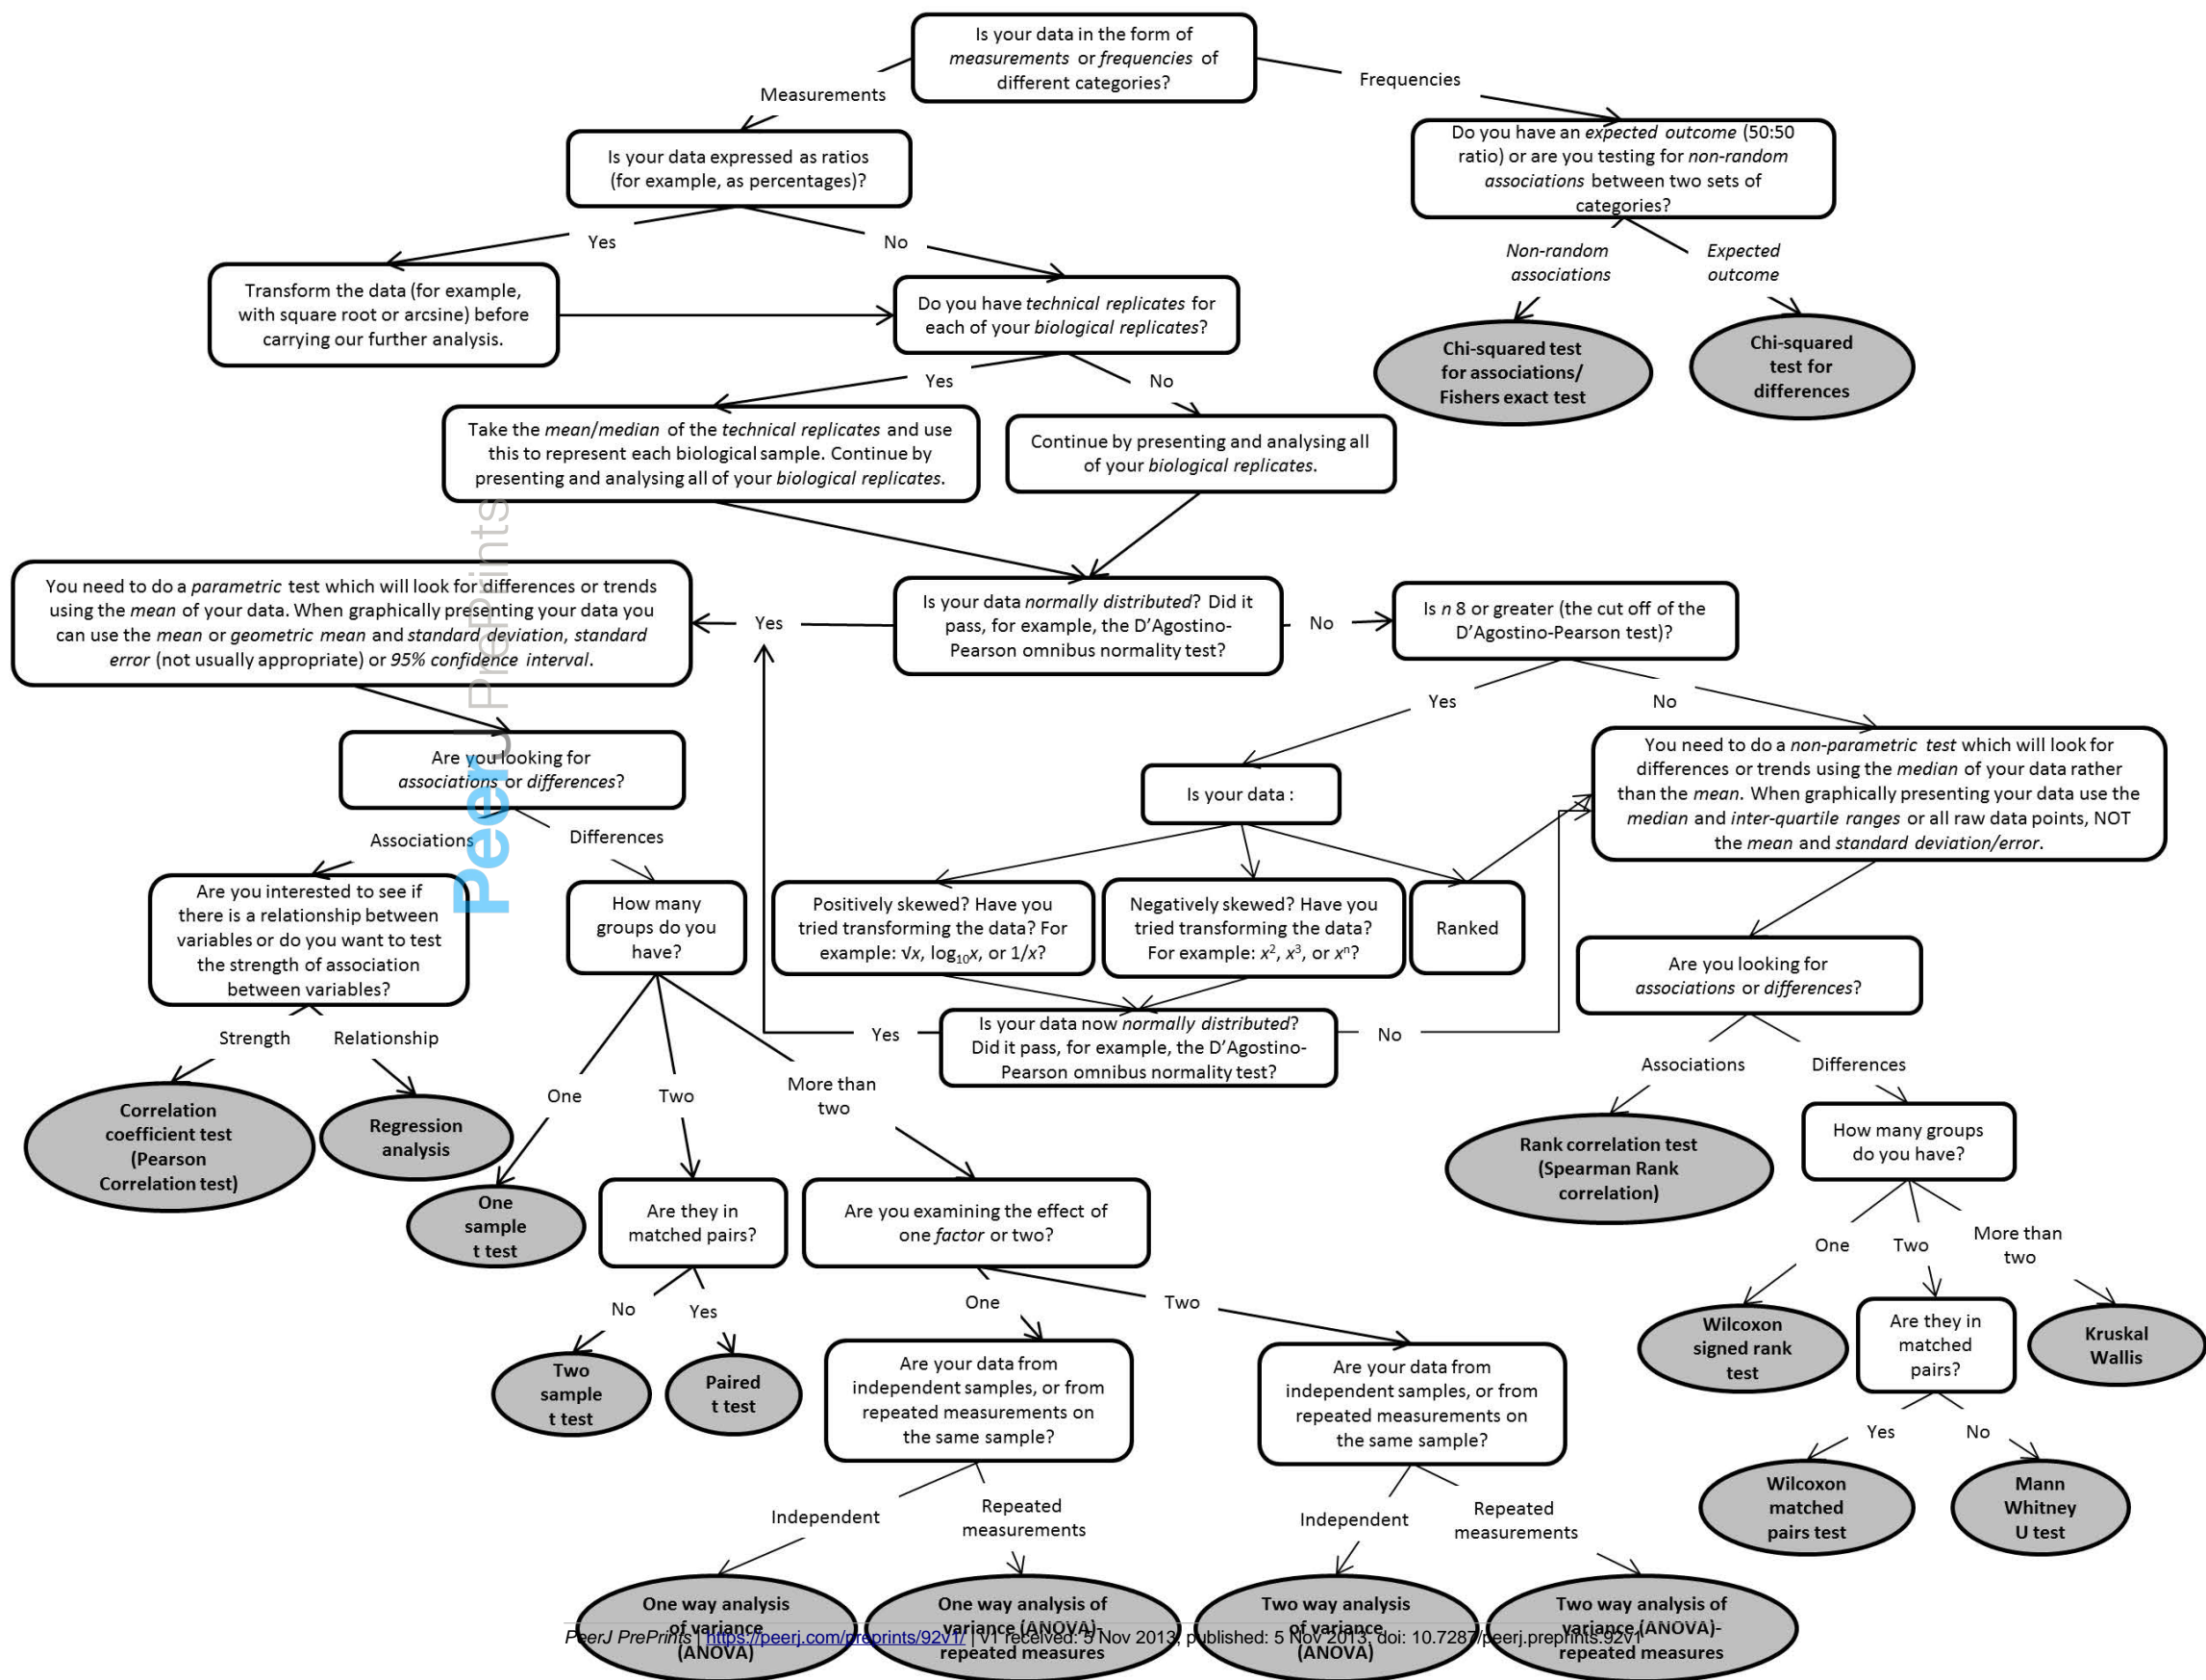 Is your data in the form of
measurements or frequencies of
different categories?
Measurements
Frequencies
Is your data expressed as ratios
(for example, as percentages)?
Do you have an expected outcome (50:50
ratio) or are you testing for non-random
associations between two sets of
categories?
Yes
No
Non-random
associations
Expected
outcome
Transform the data (for example,
with square root or arcsine) before
carrying our further analysis.
Do you have technical replicates for
each of your biological replicates?
Chi-squared test
for associations/
Fishers exact test
Chi-squared
test for
differences
Yes
No
Take the mean/median of the technical replicates and use
this to represent each biological sample. Continue by
presenting and analysing all of your biological replicates.
Continue by presenting and analysing all
of your biological replicates.
PeerJ PrePrints
You need to do a parametric test which will look for differences or trends
using the mean of your data. When graphically presenting your data you
can use the mean or geometric mean and standard deviation, standard
error (not usually appropriate) or 95% confidence interval.
Yes
Is your data normally distributed? Did it
pass, for example, the D’Agostino-
Pearson omnibus normality test?
No
Is n 8 or greater (the cut off of the
D’Agostino-Pearson test)?
Yes
No
Are you looking for
associations or differences?
Is your data :
You need to do a non-parametric test which will look for
differences or trends using the median of your data rather
than the mean. When graphically presenting your data use the
median and inter-quartile ranges or all raw data points, NOT
the mean and standard deviation/error.
Associations
Differences
Are you interested to see if
there is a relationship between
variables or do you want to test
the strength of association
between variables?
How many
groups do you
have?
Positively skewed? Have you
tried transforming the data? For
example: √x, log₁₀x, or 1/x?
Negatively skewed? Have you
tried transforming the data?
For example: x², x³, or xⁿ?
Ranked
Are you looking for
associations or differences?
Strength
Relationship
Yes
Is your data now normally distributed?
Did it pass, for example, the D’Agostino-
Pearson omnibus normality test?
No
Associations
Differences
Correlation
coefficient test
(Pearson
Correlation test)
Regression
analysis
One
Two
More than
two
Rank correlation test
(Spearman Rank
correlation)
How many groups
do you have?
One
sample
t test
Are they in
matched pairs?
Are you examining the effect of
one factor or two?
One
Two
More than
two
No
Yes
One
Two
Wilcoxon
signed rank
test
Are they in
matched
pairs?
Kruskal
Wallis
Two
sample
t test
Paired
t test
Are your data from
independent samples, or from
repeated measurements on
the same sample?
Are your data from
independent samples, or from
repeated measurements on
the same sample?
Yes
No
Independent
Repeated
measurements
Independent
Repeated
measurements
Wilcoxon
matched
pairs test
Mann
Whitney
U test
One way analysis
of variance
(ANOVA)
One way analysis of
variance (ANOVA)-
repeated measures
Two way analysis
of variance
(ANOVA)
Two way analysis of
variance (ANOVA)-
repeated measures
PeerJ PrePrints | https://peerj.com/preprints/92v1/ | v1 received: 5 Nov 2013, published: 5 Nov 2013, doi: 10.7287/peerj.preprints.92v1